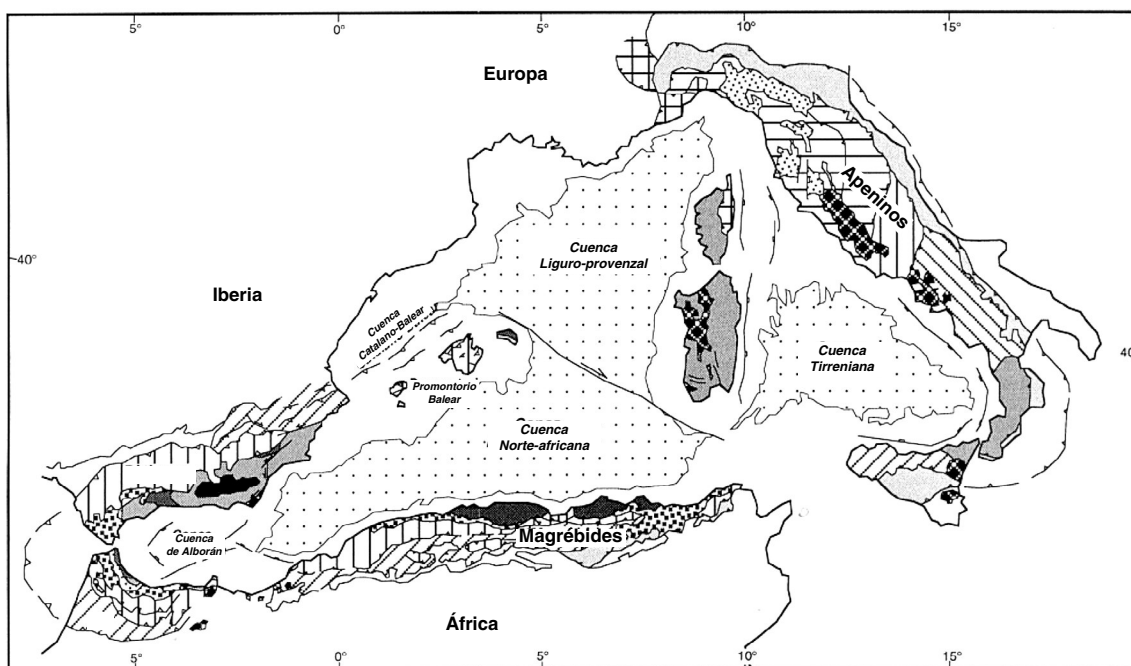 5° 0° 5° 10° 15°
Europa
Apeninos
Cuenca
Liguro-provenzal
40°
Iberia
Cuenca
Catalano-Balear
Cuenca
Tirreniana
40
Promontorio
Balear
Cuenca
Norte-africana
Cuenca
de Alborán
Magrébides
África
5° 0° 5° 10° 15°